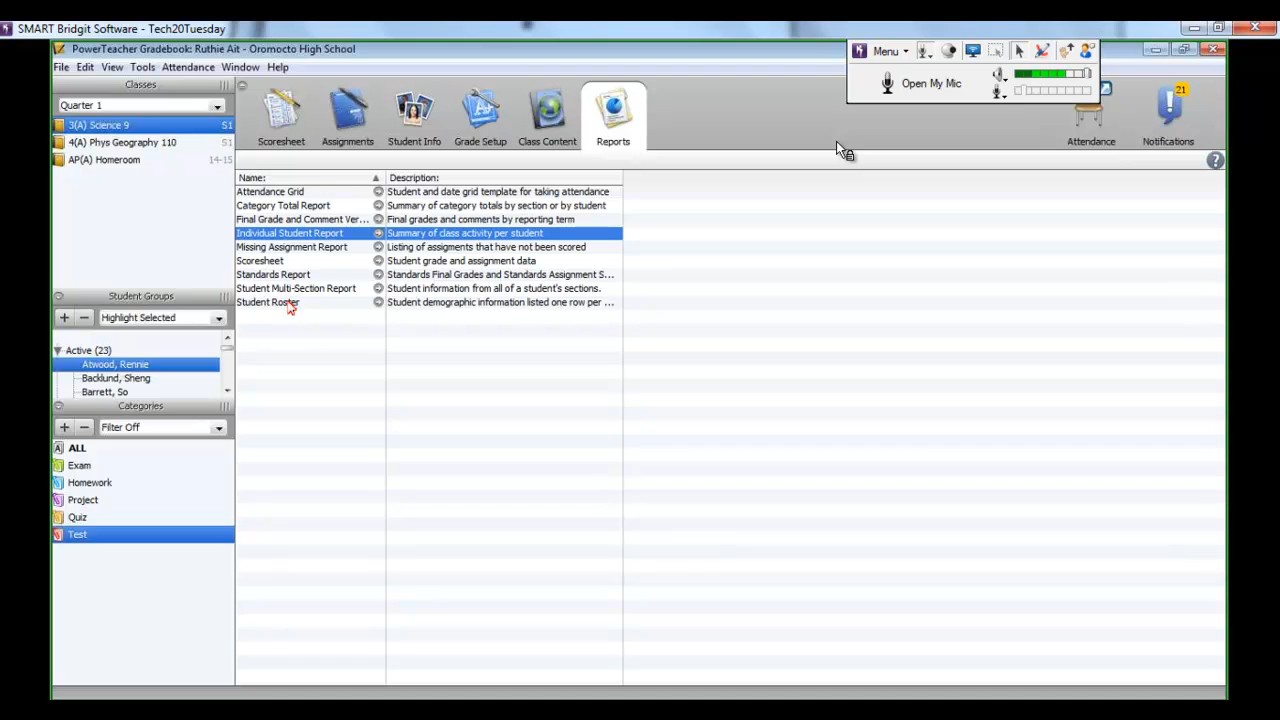 SMART Bridgit Software - Tech20Tuesday
PowerTeacher Gradebook: Ruthie Ait - Oromocto High School
Menu
Open My Mic
File Edit View Tools Attendance Window Help
Classes
Quarter 1
3(A) Science 9 S1
4(A) Phys Geography 110 S1
AP(A) Homeroom 14-15
Scoresheet Assignments Student Info Grade Setup Class Content Reports
21
Attendance Notifications
?
Name: Description:
Attendance Grid Student and date grid template for taking attendance
Category Total Report Summary of category totals by section or by student
Final Grade and Comment Ver... Final grades and comments by reporting term
Individual Student Report Summary of class activity per student
Missing Assignment Report Listing of assigments that have not been scored
Scoresheet Student grade and assignment data
Standards Report Standards Final Grades and Standards Assignment S...
Student Multi-Section Report Student information from all of a student's sections.
Student Roster Student demographic information listed one row per ...
Student Groups
Highlight Selected
Active (23)
Atwood, Rennie
Backlund, Sheng
Barrett, So
Categories
Filter Off
ALL
Exam
Homework
Project
Quiz
Test